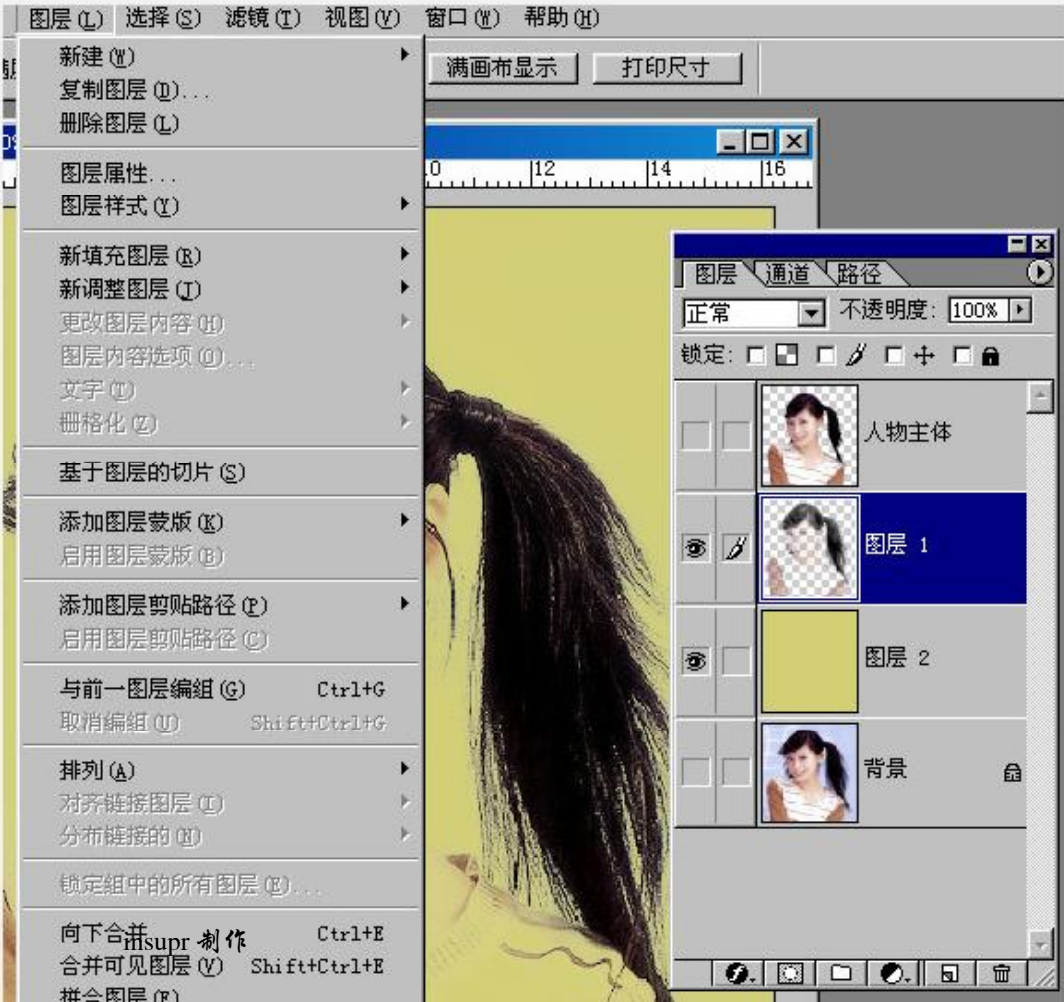 图层(L) 选择(S) 滤镜(T) 视图(V) 窗口(W) 帮助(H)
满画布显示 打印尺寸
新建(W)
复制图层(D)...
删除图层(L)
图层属性...
图层样式(Y)
新填充图层(R)
新调整图层(J)
更改图层内容(H)
图层内容选项(O)...
文字(T)
栅格化(Z)
基于图层的切片(S)
添加图层蒙版(K)
启用图层蒙版(B)
添加图层剪贴路径(P)
启用图层剪贴路径(C)
与前一图层编组(G) Ctrl+G
取消编组(U) Shift+Ctrl+G
排列(A)
对齐链接图层(I)
分布链接的(N)
锁定组中的所有图层(E)...
向下合并 Ctrl+E
msupr 制作
合并可见图层(V) Shift+Ctrl+E
拼合图层(F)
12 14 16
图层 通道 路径
正常 不透明度: 100%
锁定:
人物主体
图层 1
图层 2
背景